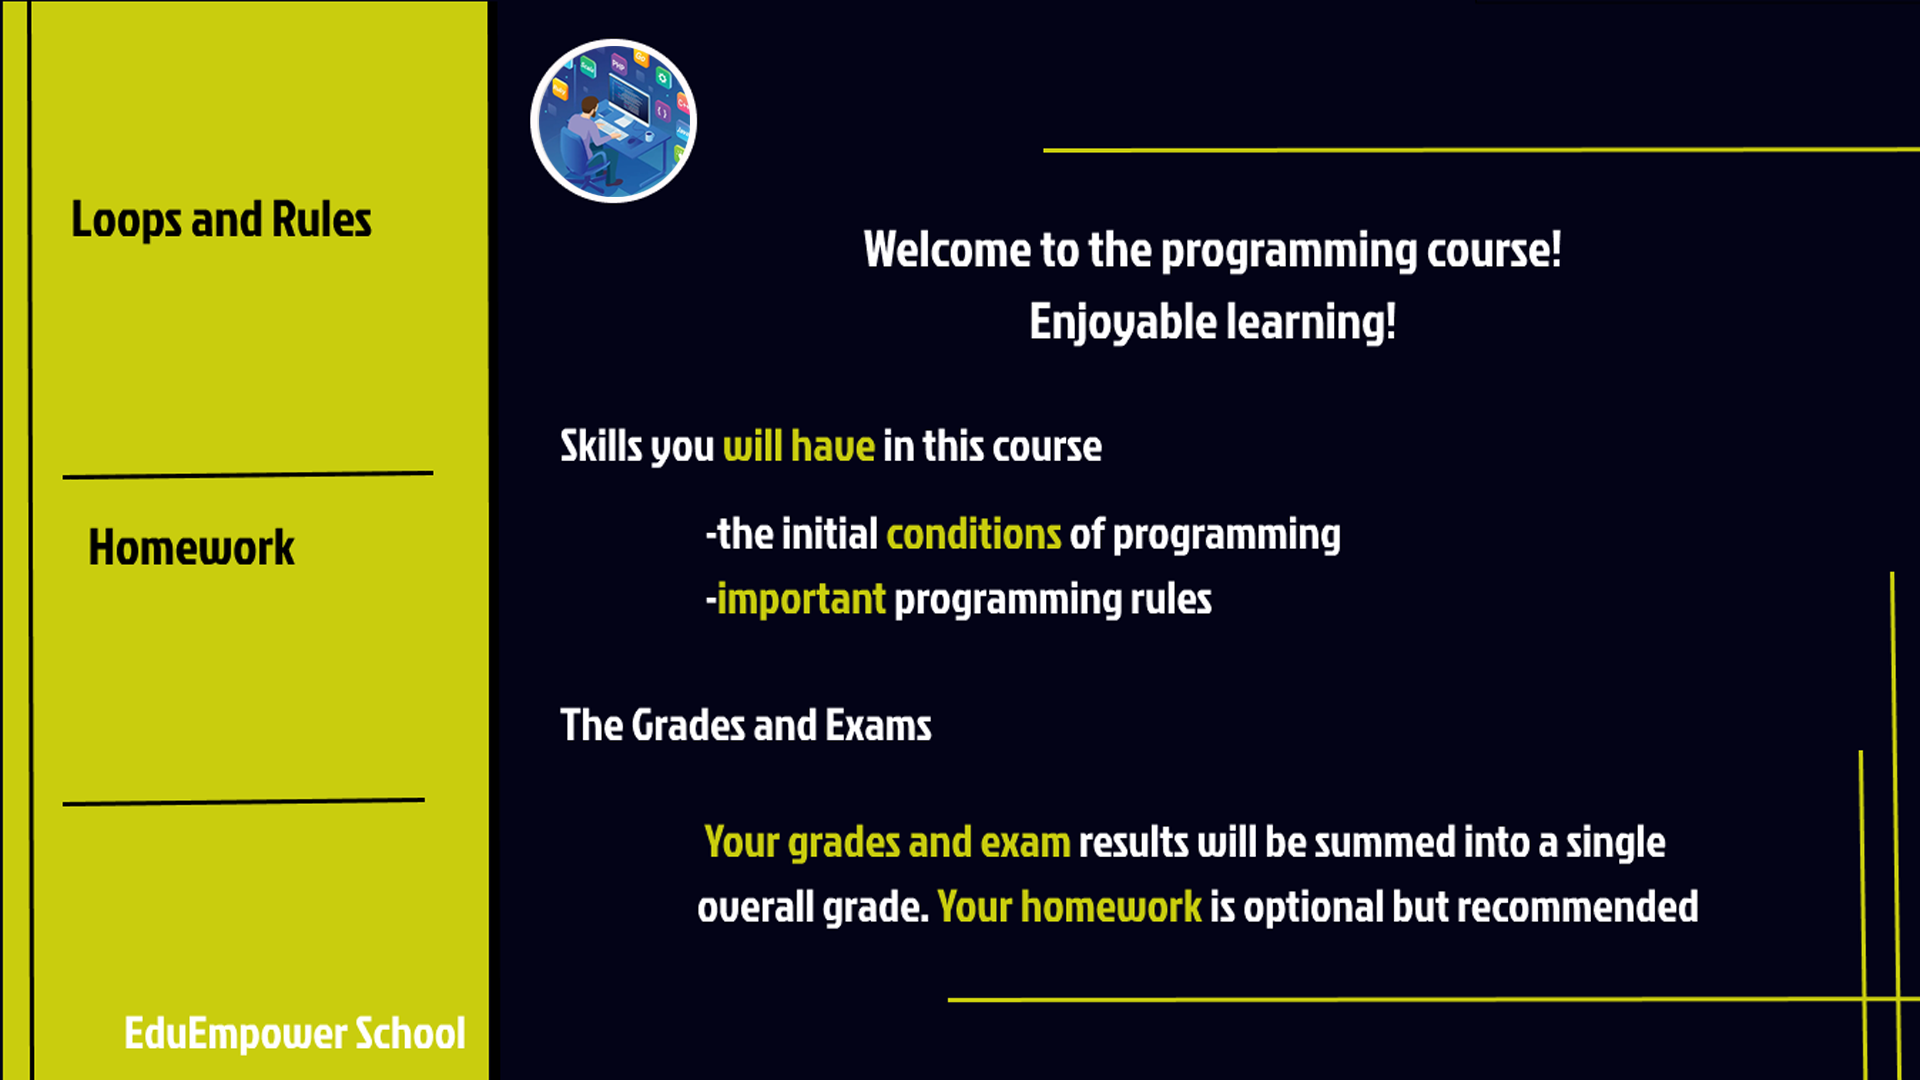 Loops and Rules
Homework
EduEmpower School
PHP
Welcome to the programming course!
Enjoyable learning!
Skills you will have in this course
-the initial conditions of programming
-important programming rules
The Grades and Exams
Your grades and exam results will be summed into a single
overall grade. Your homework is optional but recommended